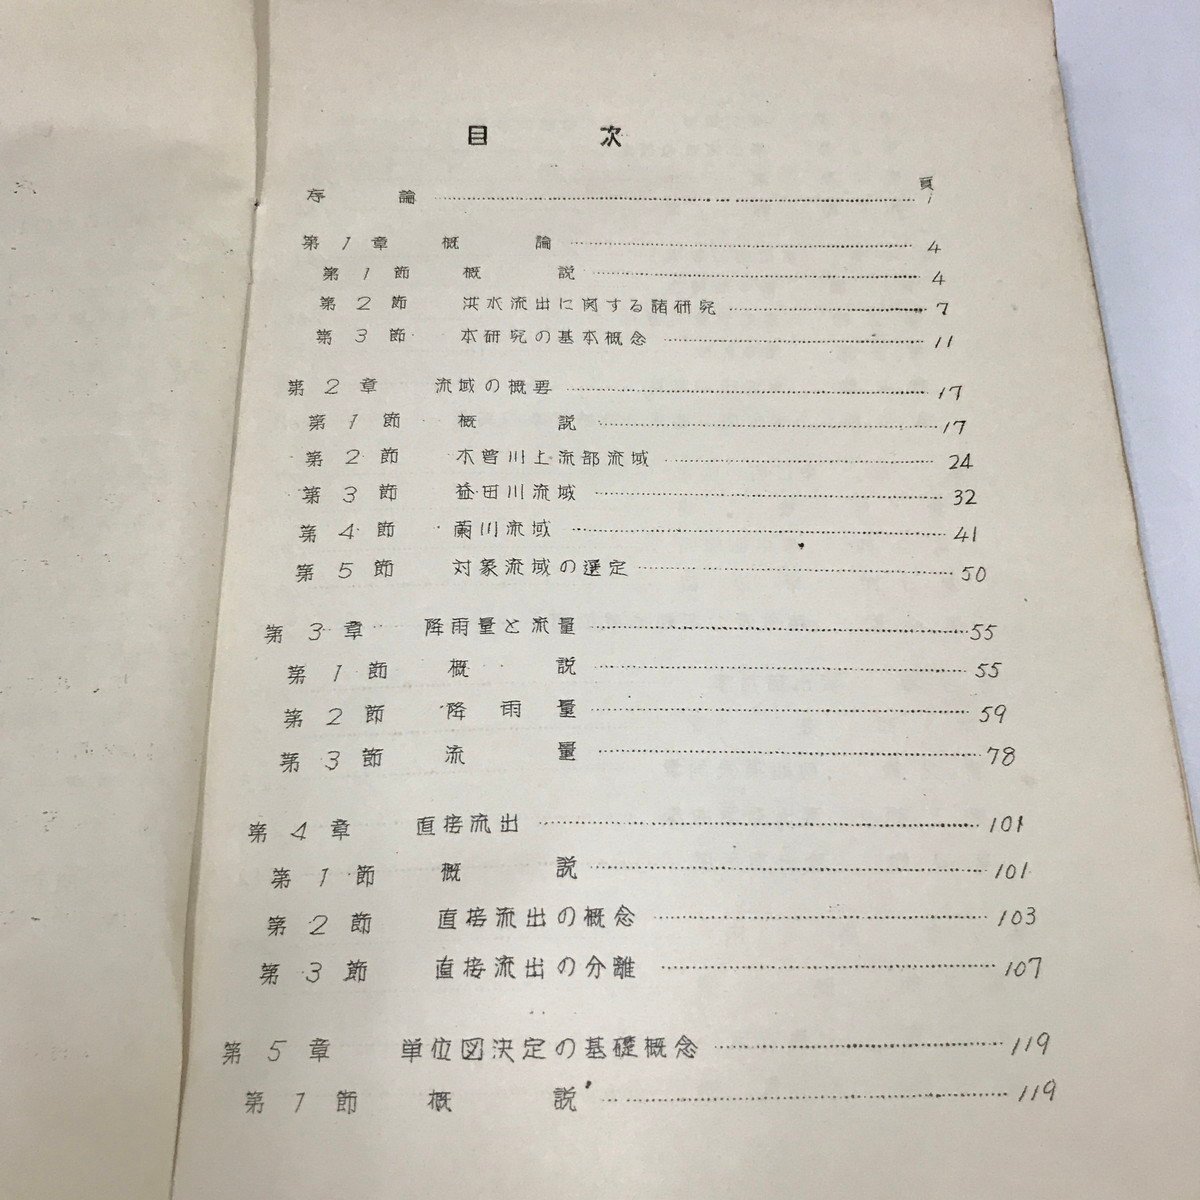 目次
頁
序論 1
第1章 概論 4
第1節 概説 4
第2節 洪水流出に関する諸研究 7
第3節 本研究の基本概念 11
第2章 流域の概要 17
第1節 概説 17
第2節 木曽川上流部流域 24
第3節 益田川流域 32
第4節 蘭川流域 41
第5節 対象流域の選定 50
第3章 降雨量と流量 55
第1節 概説 55
第2節 降雨量 59
第3節 流量 78
第4章 直接流出 101
第1節 概説 101
第2節 直接流出の概念 103
第3節 直接流出の分離 107
第5章 単位図決定の基礎概念 119
第1節 概説 119